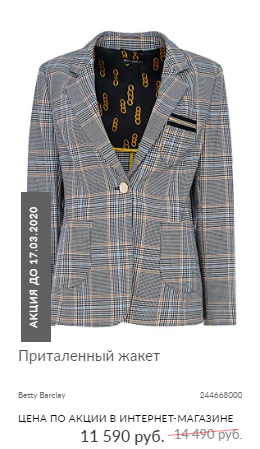 АКЦИЯ ДО 17.03.2020
Приталенный жакет
Betty Barclay 244668000
ЦЕНА ПО АКЦИИ В ИНТЕРНЕТ-МАГАЗИНЕ
11 590 руб. 14 490 руб.